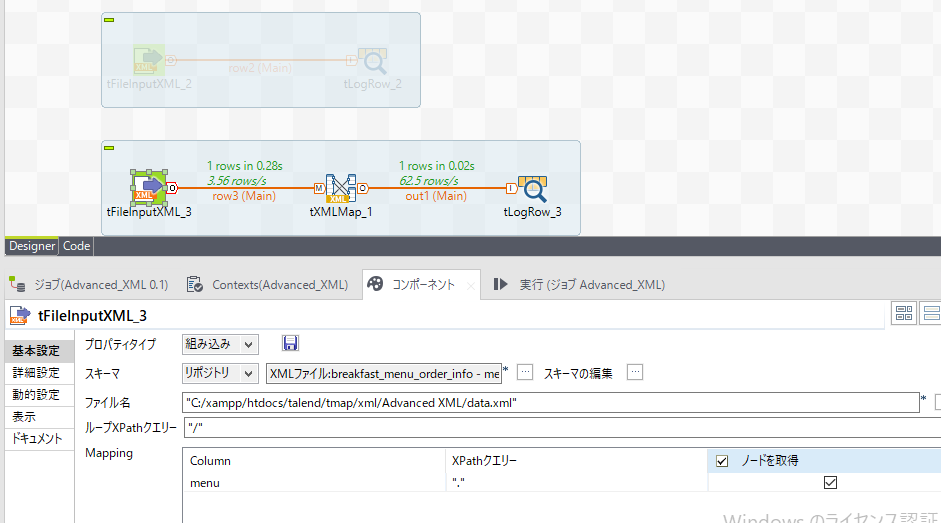 row2 (Main)
tFileInputXML_2
tLogRow_2
1 rows in 0.28s
3.56 rows/s
row3 (Main)
1 rows in 0.02s
62.5 rows/s
out1 (Main)
tFileInputXML_3
tXMLMap_1
tLogRow_3
Designer Code
ジョブ(Advanced_XML 0.1) Contexts(Advanced_XML) コンポーネント 実行 (ジョブ Advanced_XML)
tFileInputXML_3
基本設定
詳細設定
動的設定
表示
ドキュメント
プロパティタイプ 組み込み
スキーマ リポジトリ XMLファイル:breakfast_menu_order_info - me * ... スキーマの編集 ...
ファイル名 "C:/xampp/htdocs/talend/tmap/xml/Advanced XML/data.xml" *
ループXPathクエリー "/"
Mapping
Column XPathクエリー ノードを取得
menu "."
Windows のライセンス認証